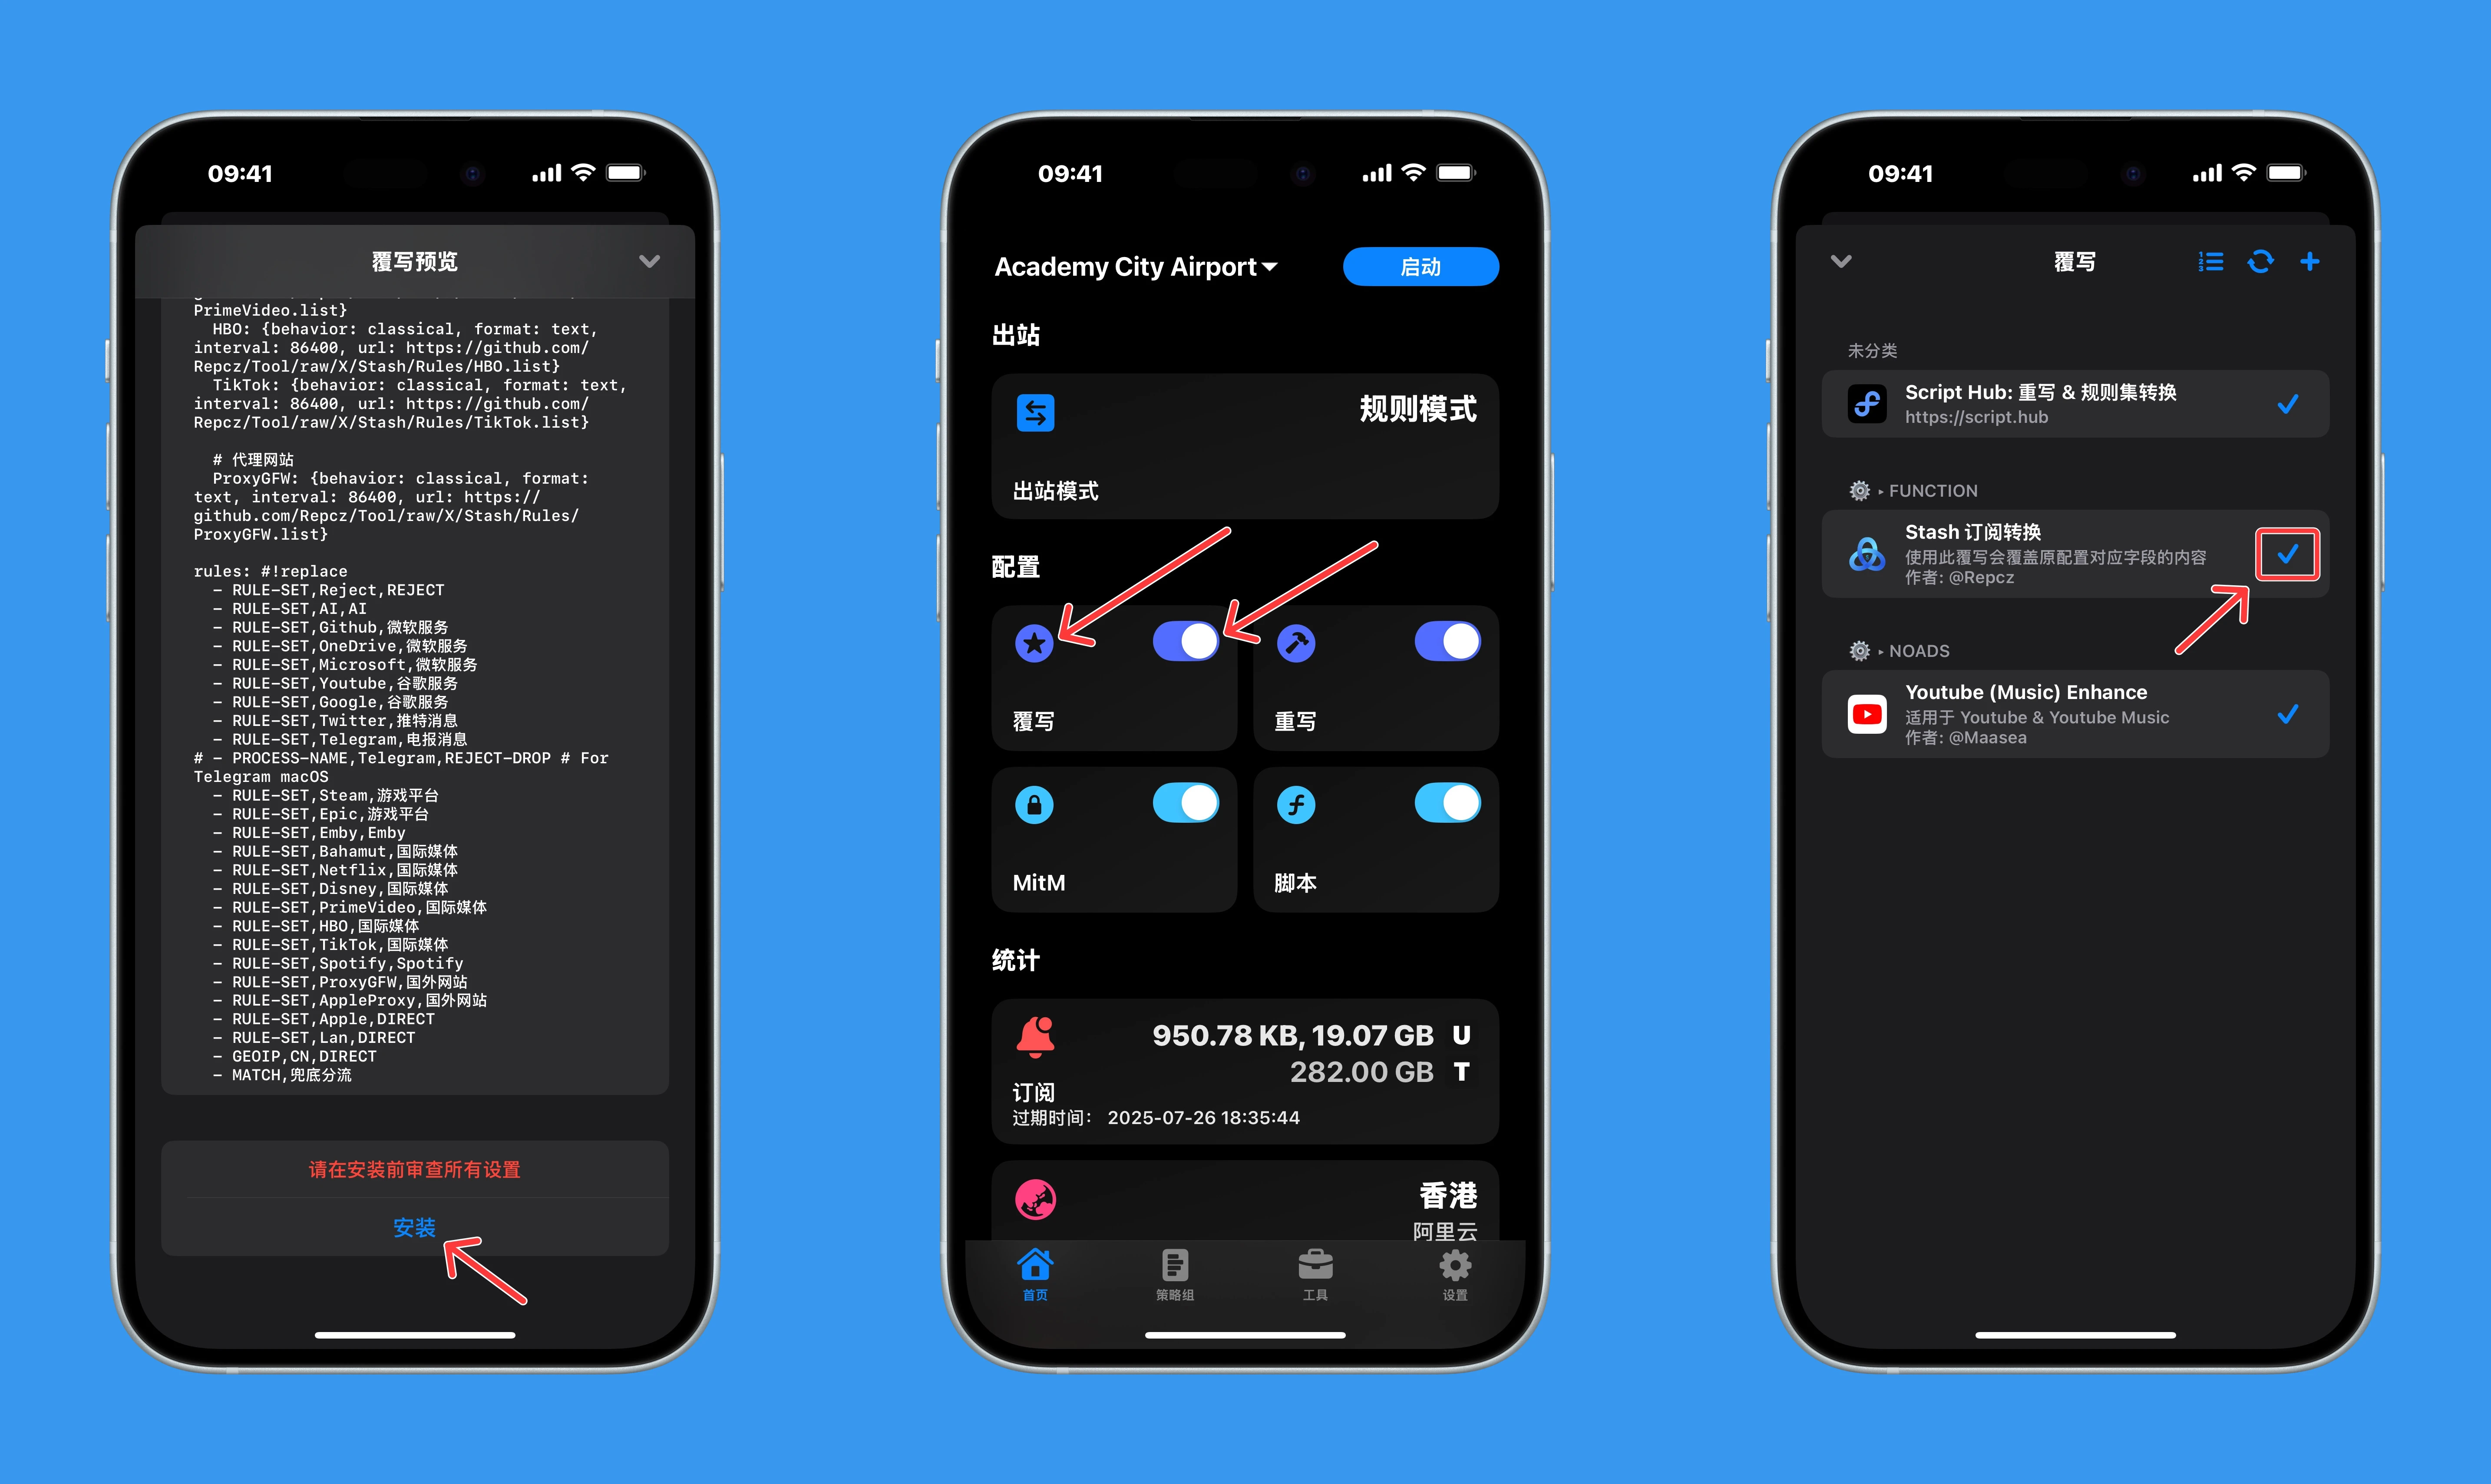 09:41
覆写预览
PrimeVideo.list}
HBO: {behavior: classical, format: text,
interval: 86400, url: https://github.com/
Repcz/Tool/raw/X/Stash/Rules/HBO.list}
TikTok: {behavior: classical, format: text,
interval: 86400, url: https://github.com/
Repcz/Tool/raw/X/Stash/Rules/TikTok.list}
# 代理网站
ProxyGFW: {behavior: classical, format:
text, interval: 86400, url: https://
github.com/Repcz/Tool/raw/X/Stash/Rules/
ProxyGFW.list}
rules: #!replace
- RULE-SET,Reject,REJECT
- RULE-SET,AI,AI
- RULE-SET,Github,微软服务
- RULE-SET,OneDrive,微软服务
- RULE-SET,Microsoft,微软服务
- RULE-SET,Youtube,谷歌服务
- RULE-SET,Google,谷歌服务
- RULE-SET,Twitter,推特消息
- RULE-SET,Telegram,电报消息
# - PROCESS-NAME,Telegram,REJECT-DROP # For
Telegram macOS
- RULE-SET,Steam,游戏平台
- RULE-SET,Epic,游戏平台
- RULE-SET,Emby,Emby
- RULE-SET,Bahamut,国际媒体
- RULE-SET,Netflix,国际媒体
- RULE-SET,Disney,国际媒体
- RULE-SET,PrimeVideo,国际媒体
- RULE-SET,HBO,国际媒体
- RULE-SET,TikTok,国际媒体
- RULE-SET,Spotify,Spotify
- RULE-SET,ProxyGFW,国外网站
- RULE-SET,AppleProxy,国外网站
- RULE-SET,Apple,DIRECT
- RULE-SET,Lan,DIRECT
- GEOIP,CN,DIRECT
- MATCH,兜底分流
请在安装前审查所有设置
安装
09:41
Academy City Airport
启动
出站
规则模式
出站模式
配置
覆写
重写
MitM
脚本
统计
950.78 KB, 19.07 GB U
282.00 GB T
订阅
过期时间： 2025-07-26 18:35:44
香港
阿里云
首页
策略组
工具
设置
09:41
覆写
未分类
Script Hub: 重写 & 规则集转换
https://script.hub
▸ FUNCTION
Stash 订阅转换
使用此覆写会覆盖原配置对应字段的内容
作者: @Repcz
▸ NOADS
Youtube (Music) Enhance
适用于 Youtube & Youtube Music
作者: @Maasea